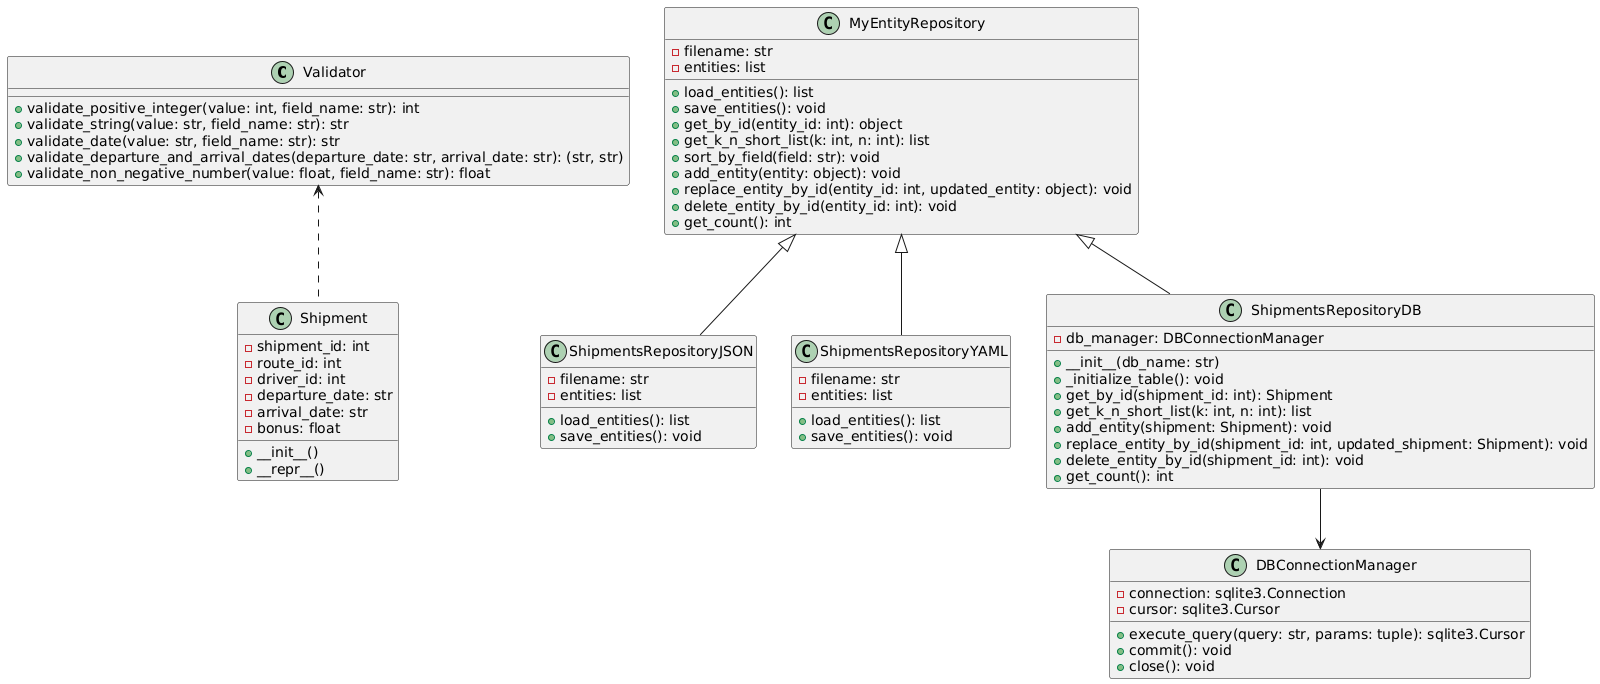 Validator
validate_positive_integer(value: int, field_name: str): int
validate_string(value: str, field_name: str): str
validate_date(value: str, field_name: str): str
validate_departure_and_arrival_dates(departure_date: str, arrival_date: str): (str, str)
validate_non_negative_number(value: float, field_name: str): float
MyEntityRepository
filename: str
entities: list
load_entities(): list
save_entities(): void
get_by_id(entity_id: int): object
get_k_n_short_list(k: int, n: int): list
sort_by_field(field: str): void
add_entity(entity: object): void
replace_entity_by_id(entity_id: int, updated_entity: object): void
delete_entity_by_id(entity_id: int): void
get_count(): int
Shipment
shipment_id: int
route_id: int
driver_id: int
departure_date: str
arrival_date: str
bonus: float
__init__()
__repr__()
ShipmentsRepositoryJSON
filename: str
entities: list
load_entities(): list
save_entities(): void
ShipmentsRepositoryYAML
filename: str
entities: list
load_entities(): list
save_entities(): void
ShipmentsRepositoryDB
db_manager: DBConnectionManager
__init__(db_name: str)
_initialize_table(): void
get_by_id(shipment_id: int): Shipment
get_k_n_short_list(k: int, n: int): list
add_entity(shipment: Shipment): void
replace_entity_by_id(shipment_id: int, updated_shipment: Shipment): void
delete_entity_by_id(shipment_id: int): void
get_count(): int
DBConnectionManager
connection: sqlite3.Connection
cursor: sqlite3.Cursor
execute_query(query: str, params: tuple): sqlite3.Cursor
commit(): void
close(): void